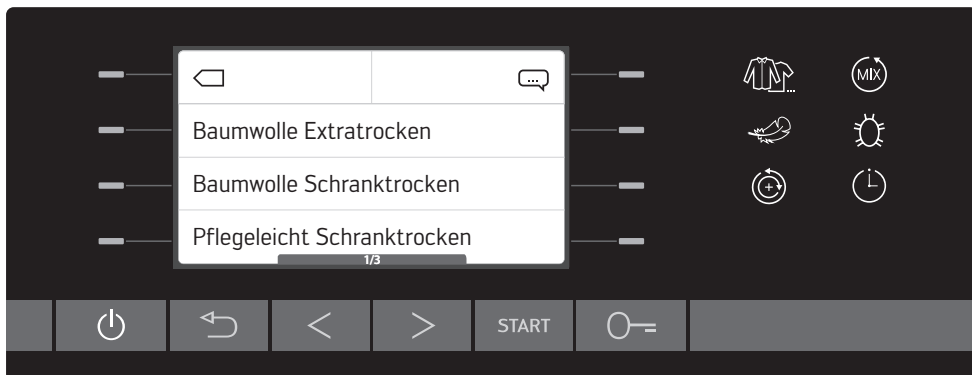 ...
MIX
Baumwolle Extratrocken
Baumwolle Schranktrocken
Pflegeleicht Schranktrocken
1/3
START